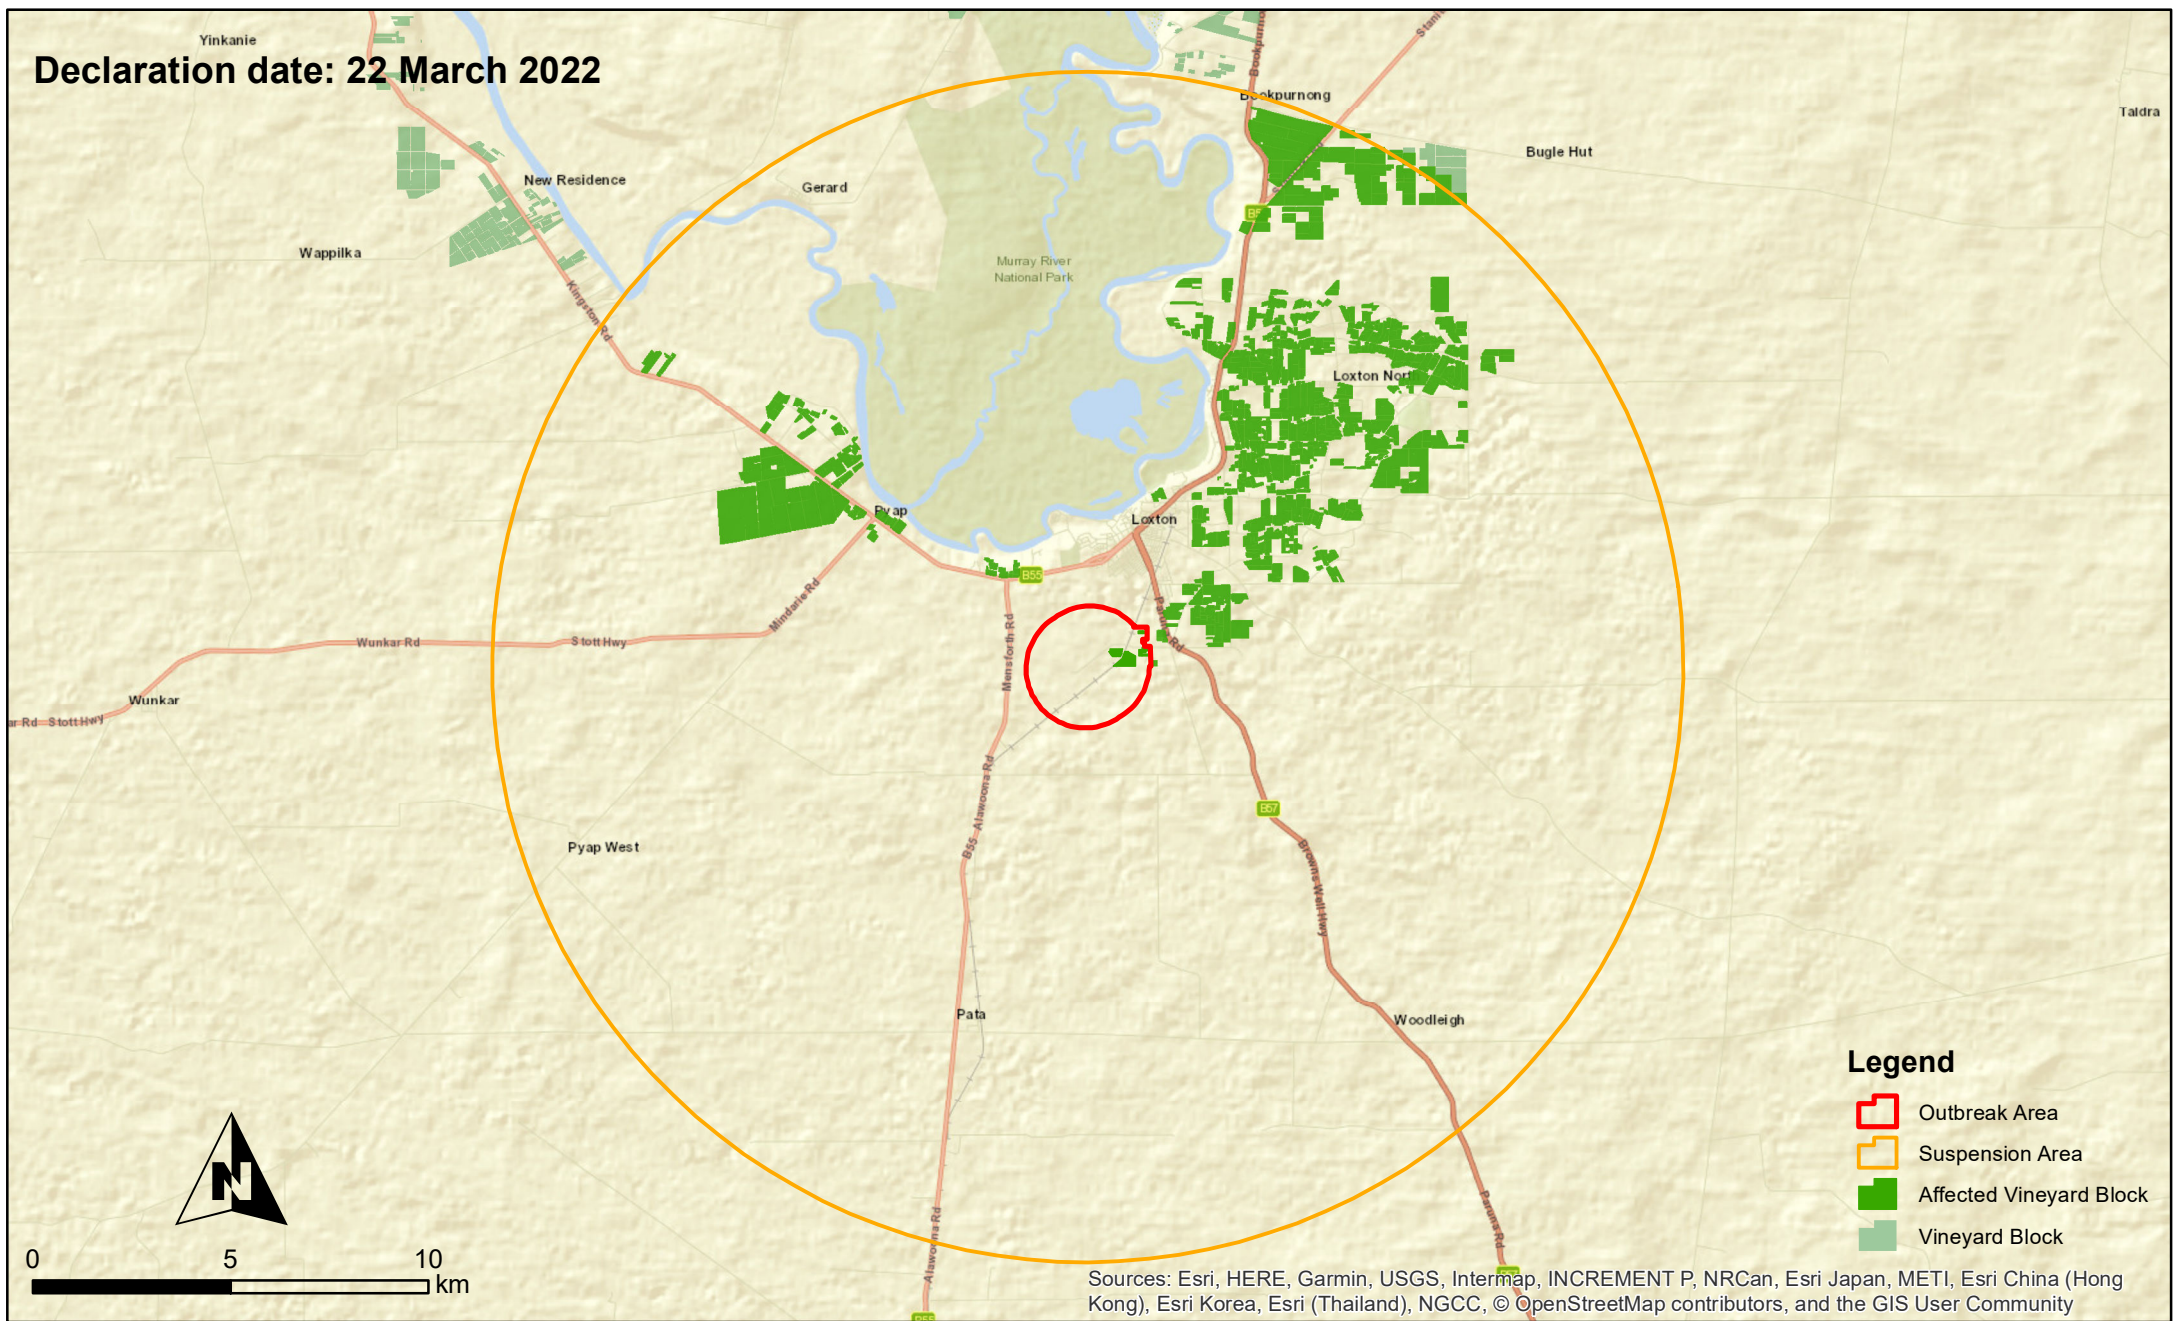 Yinkanie
Declaration date: 22 March 2022
Bookpurnong
Taldra
Bugle Hut
New Residence
Gerard
Wappilka
Murray River
National Park
Kingston Rd
Loxton North
Pyap
Loxton
B55
Mindarie Rd
Paruna Rd
Wunkar Rd
Stott Hwy
Mensforth Rd
Wunkar
ar Rd Stott Hwy
B57
Pyap West
B55 Alawoona Rd
Browns Well Hwy
Pata
Woodleigh
Legend
Outbreak Area
Suspension Area
Affected Vineyard Block
Vineyard Block
N
Alawoona Rd
Paruna Rd
0 5 10
km
Sources: Esri, HERE, Garmin, USGS, Intermap, INCREMENT P, NRCan, Esri Japan, METI, Esri China (Hong
Kong), Esri Korea, Esri (Thailand), NGCC, © OpenStreetMap contributors, and the GIS User Community